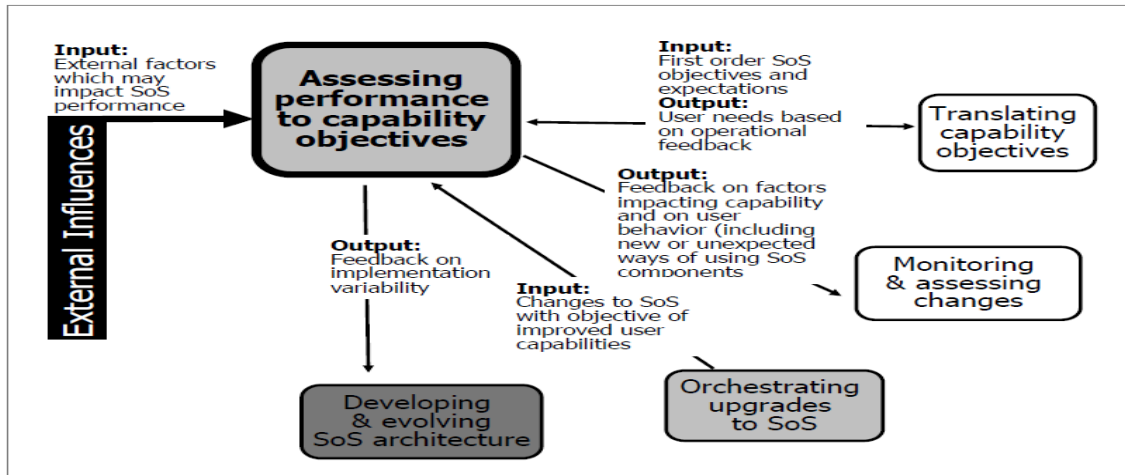 Input:
External factors
which may
impact SoS
performance
External Influences
Assessing
performance
to capability
objectives
Input:
First order SoS
objectives and
expectations
Output:
User needs based
on operational
feedback
Translating
capability
objectives
Output:
Feedback on factors
impacting capability
and on user
behavior (including
new or unexpected
ways of using SoS
components
Monitoring
& assessing
changes
Output:
Feedback on
implementation
variability
Input:
Changes to SoS
with objective of
improved user
capabilities
Developing
& evolving
SoS architecture
Orchestrating
upgrades
to SoS